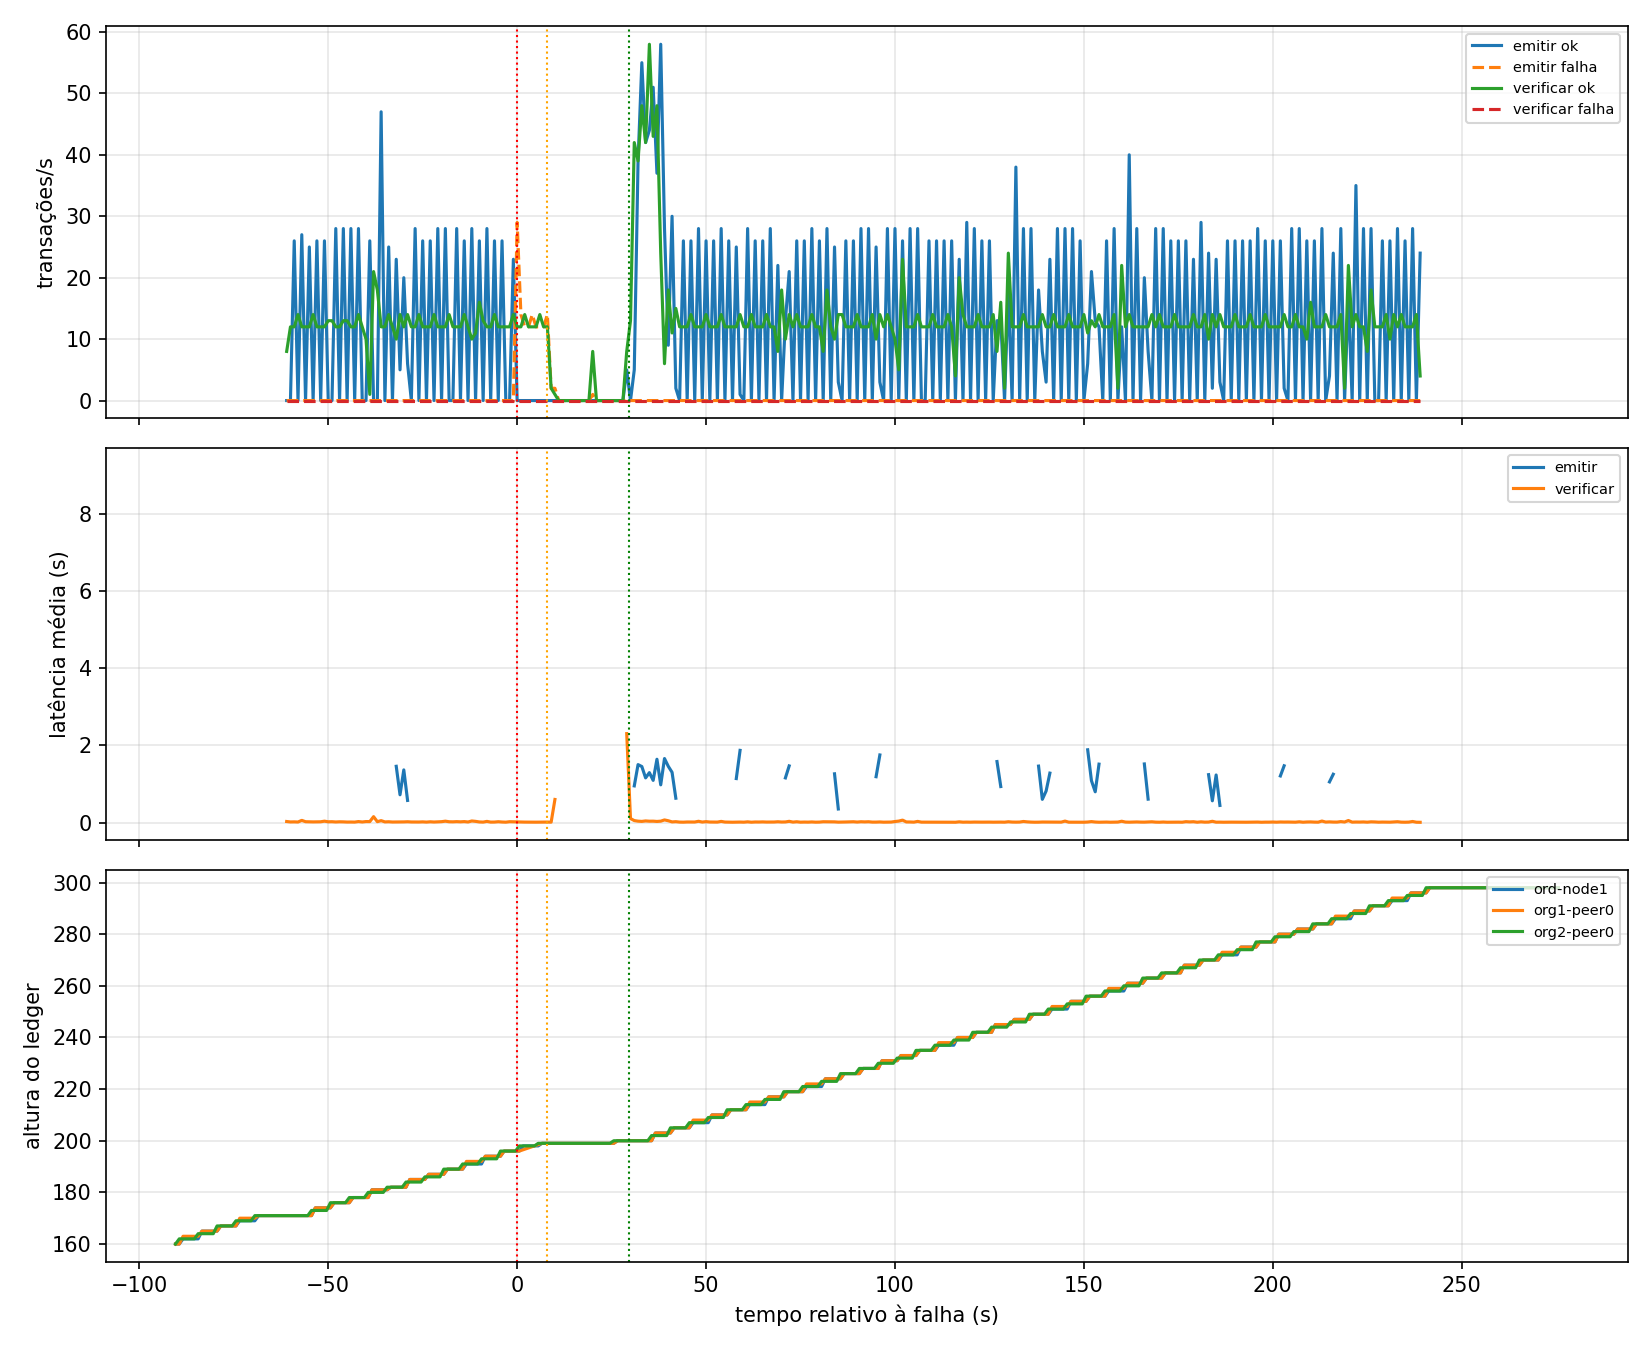 60
50
40
30
20
10
0
transações/s
emitir ok
emitir falha
verificar ok
verificar falha
8
6
4
2
0
latência média (s)
emitir
verificar
300
280
260
240
220
200
180
160
altura do ledger
ord-node1
org1-peer0
org2-peer0
−100 −50 0 50 100 150 200 250
tempo relativo à falha (s)